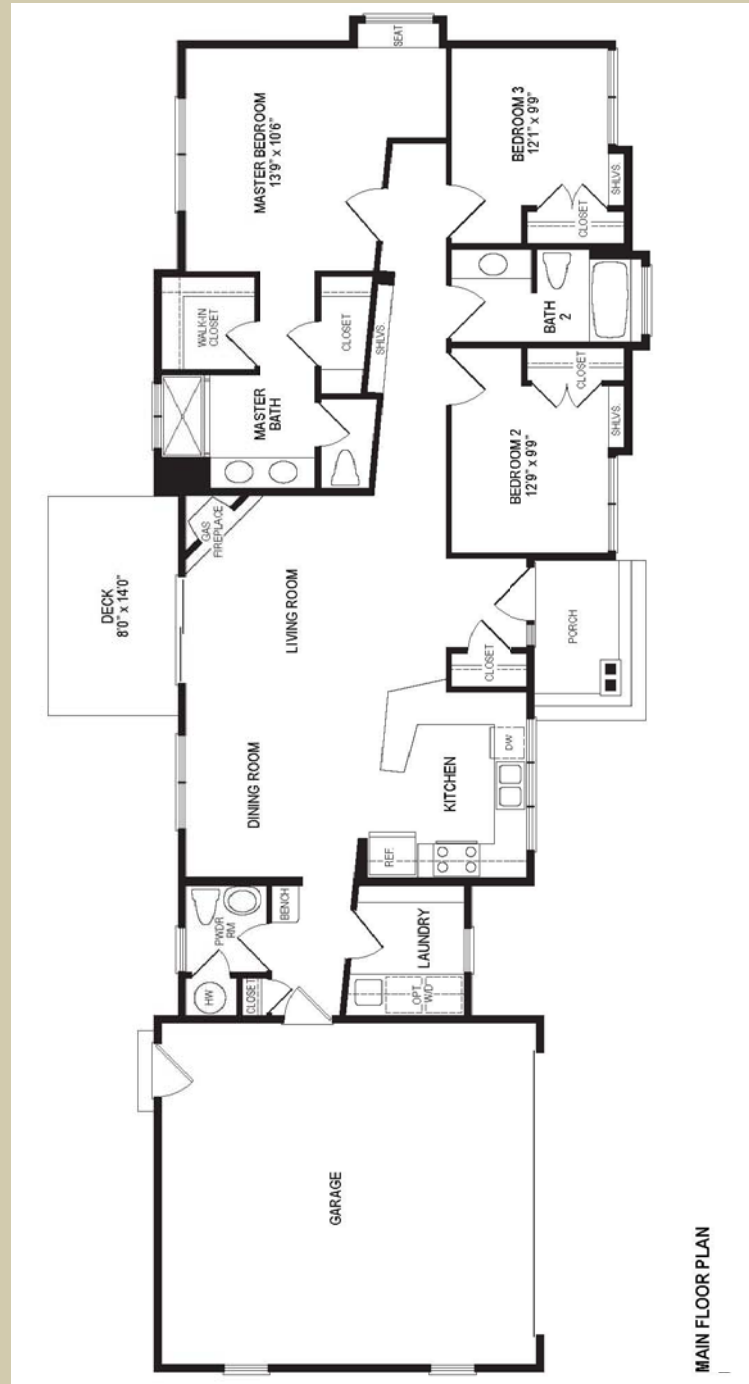 SEAT
MASTER BEDROOM
13'9" x 10'6"
BEDROOM 3
12'1" x 9'9"
SHLVS.
CLOSET
WALK-IN
CLOSET
CLOSET
SHLVS.
BATH
2
MASTER
BATH
CLOSET
SHLVS.
BEDROOM 2
12'9" x 9'9"
GAS
FIREPLACE
DECK
8'0" x 14'0"
LIVING ROOM
PORCH
CLOSET
DINING ROOM
KITCHEN
DW
REF.
BENCH
PWDR
RM
LAUNDRY
HW
CLOSET
OPT.
W/D
GARAGE
MAIN FLOOR PLAN